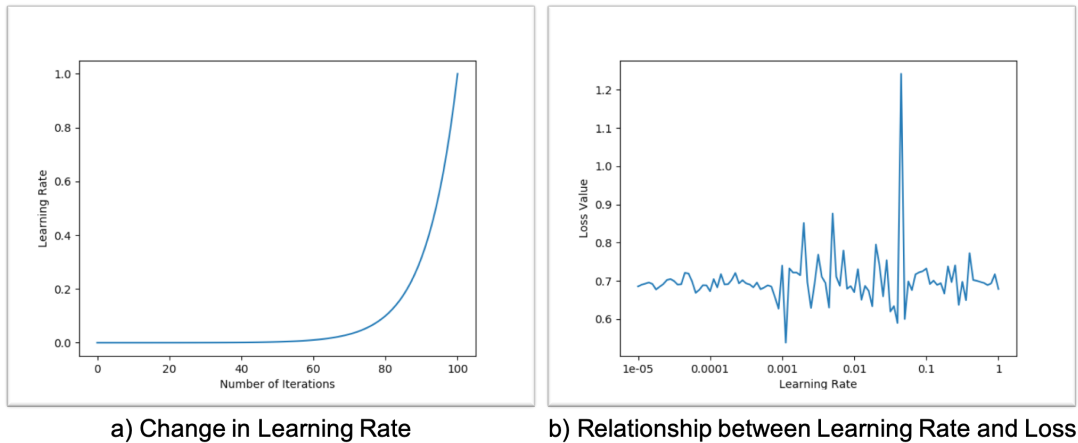 1.0
0.8
0.6
0.4
0.2
0.0
Learning Rate
0 20 40 60 80 100
Number of Iterations
a) Change in Learning Rate
1.2
1.1
1.0
0.9
0.8
0.7
0.6
Loss Value
1e-05 0.0001 0.001 0.01 0.1 1
Learning Rate
b) Relationship between Learning Rate and Loss